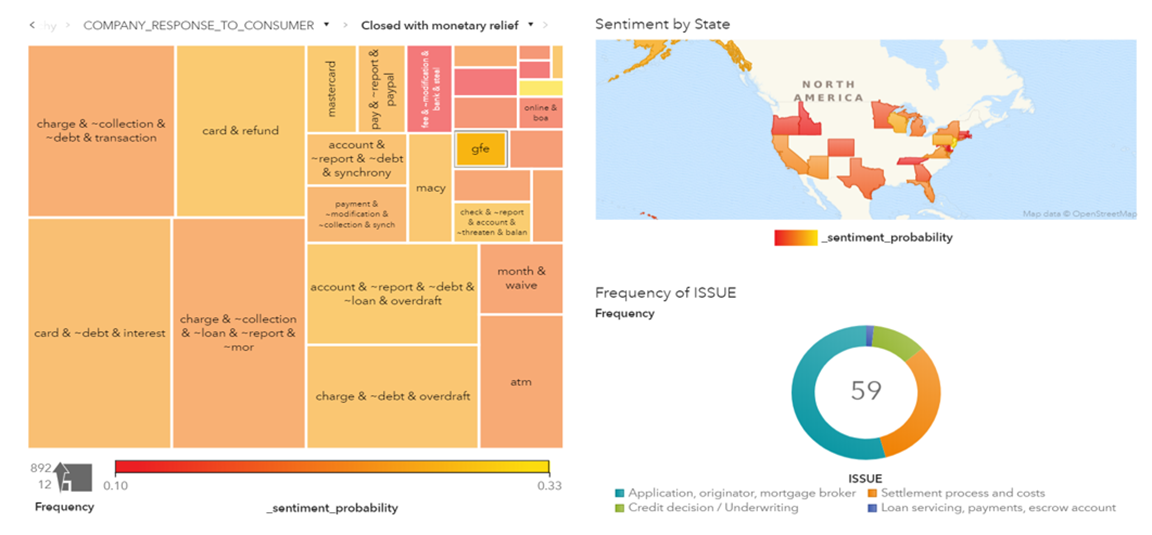 hy COMPANY_RESPONSE_TO_CONSUMER Closed with monetary relief
charge & ~collection &
~debt & transaction
card & refund
mastercard
pay & ~report &
paypal
fee & ~modification &
bank & steel
online &
boa
gfe
account &
~report & ~debt
& synchrony
macy
payment &
~modification &
~collection & synch
check & ~report
& account &
~threaten & balan
card & ~debt & interest
charge & ~collection
& ~loan & ~report &
~mor
account & ~report & ~debt &
~loan & overdraft
month &
waive
charge & ~debt & overdraft
atm
892
12
Frequency
0.10
0.33
_sentiment_probability
Sentiment by State
NORTH
AMERICA
Map data © OpenStreetMap
_sentiment_probability
Frequency of ISSUE
Frequency
59
ISSUE
Application, originator, mortgage broker Settlement process and costs
Credit decision / Underwriting Loan servicing, payments, escrow account